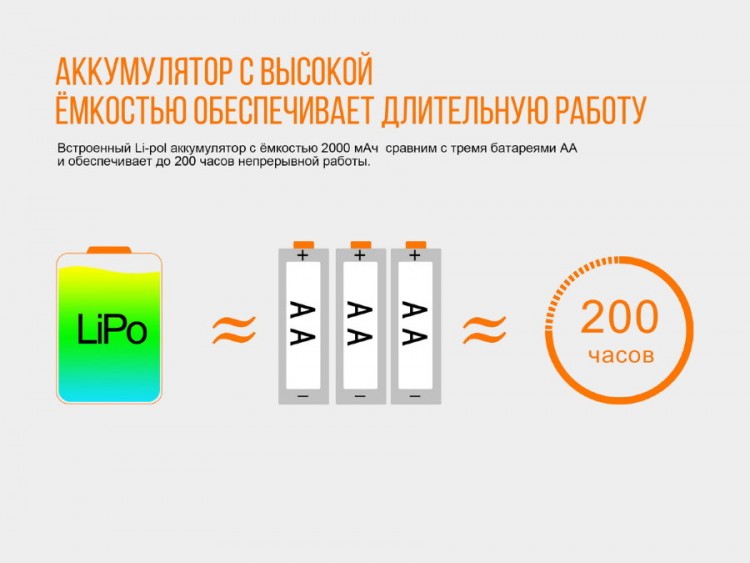 АККУМУЛЯТОР С ВЫСОКОЙ
ЁМКОСТЬЮ ОБЕСПЕЧИВАЕТ ДЛИТЕЛЬНУЮ РАБОТУ
Встроенный Li-pol аккумулятор с ёмкостью 2000 мАч сравним с тремя батареями АА
и обеспечивает до 200 часов непрерывной работы.
LiPo
≈
+
AA
−
+
AA
−
+
AA
−
≈
200
часов